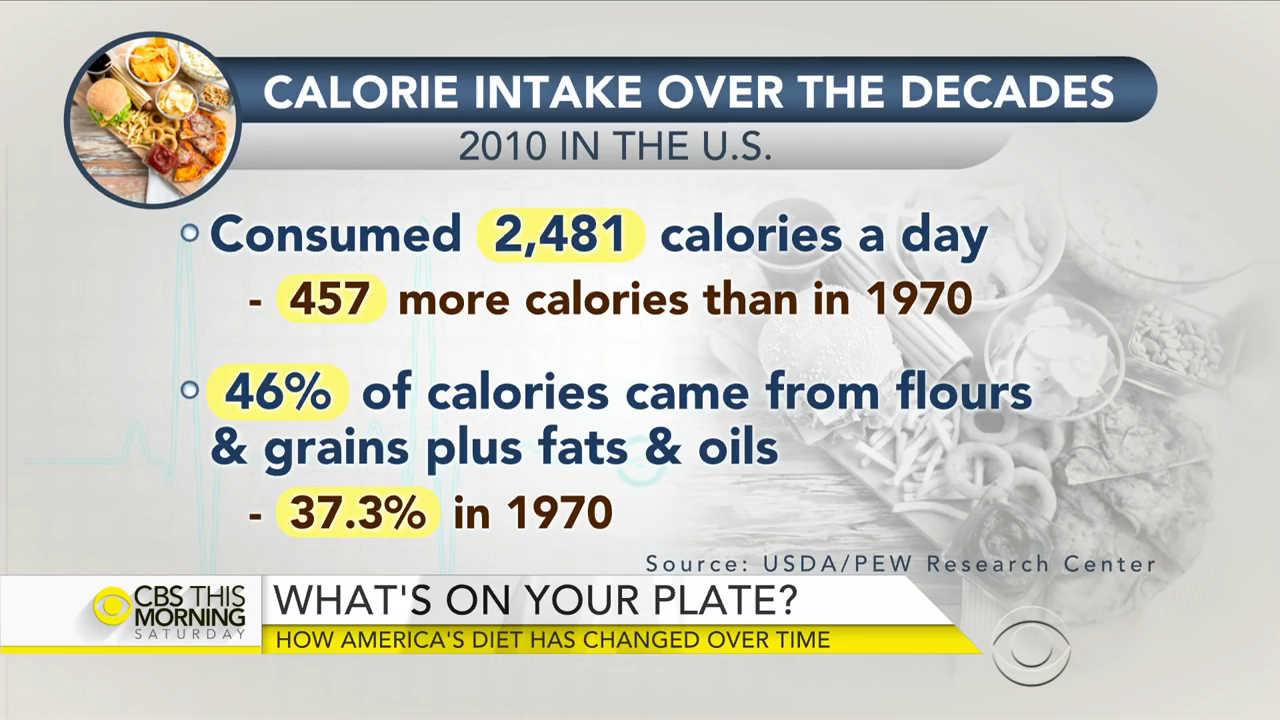 CALORIE INTAKE OVER THE DECADES
2010 IN THE U.S.
Consumed 2,481 calories a day
- 457 more calories than in 1970
46% of calories came from flours
& grains plus fats & oils
- 37.3% in 1970
Source: USDA/PEW Research Center
CBS THIS
MORNING
SATURDAY
WHAT'S ON YOUR PLATE?
HOW AMERICA'S DIET HAS CHANGED OVER TIME